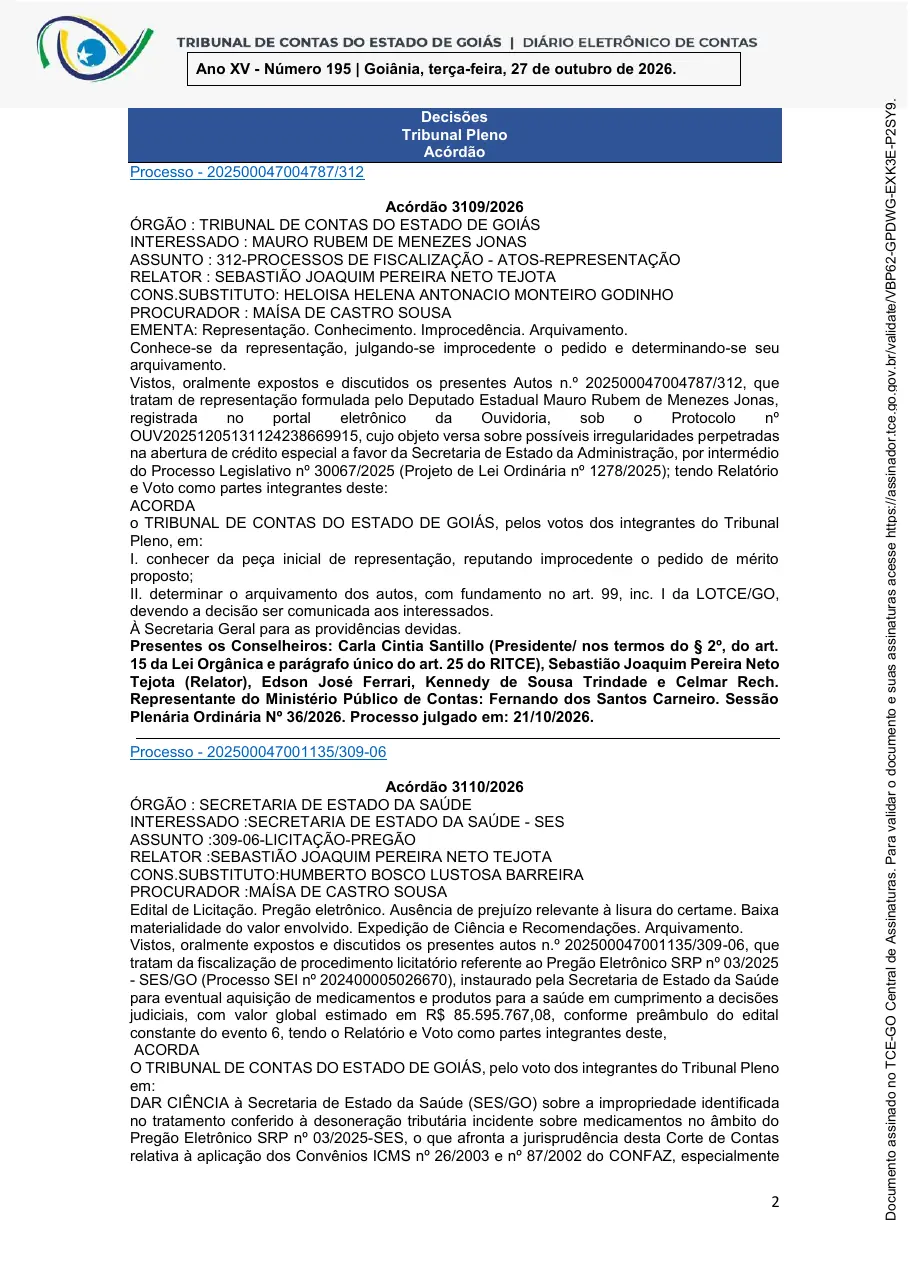 TRIBUNAL DE CONTAS DO ESTADO DE GOIÁS | DIÁRIO ELETRÔNICO DE CONTAS
Ano XV - Número 195 | Goiânia, terça-feira, 27 de outubro de 2026.
Decisões
Tribunal Pleno
Acórdão
Processo - 202500047004787/312
Acórdão 3109/2026
ÓRGÃO : TRIBUNAL DE CONTAS DO ESTADO DE GOIÁS
INTERESSADO : MAURO RUBEM DE MENEZES JONAS
ASSUNTO : 312-PROCESSOS DE FISCALIZAÇÃO - ATOS-REPRESENTAÇÃO
RELATOR : SEBASTIÃO JOAQUIM PEREIRA NETO TEJOTA
CONS.SUBSTITUTO: HELOISA HELENA ANTONACIO MONTEIRO GODINHO
PROCURADOR : MAÍSA DE CASTRO SOUSA
EMENTA: Representação. Conhecimento. Improcedência. Arquivamento.
Conhece-se da representação, julgando-se improcedente o pedido e determinando-se seu
arquivamento.
Vistos, oralmente expostos e discutidos os presentes Autos n.º 202500047004787/312, que
tratam de representação formulada pelo Deputado Estadual Mauro Rubem de Menezes Jonas,
registrada no portal eletrônico da Ouvidoria, sob o Protocolo nº
OUV20251205131124238669915, cujo objeto versa sobre possíveis irregularidades perpetradas
na abertura de crédito especial a favor da Secretaria de Estado da Administração, por intermédio
do Processo Legislativo nº 30067/2025 (Projeto de Lei Ordinária nº 1278/2025); tendo Relatório
e Voto como partes integrantes deste:
ACORDA
o TRIBUNAL DE CONTAS DO ESTADO DE GOIÁS, pelos votos dos integrantes do Tribunal
Pleno, em:
I. conhecer da peça inicial de representação, reputando improcedente o pedido de mérito
proposto;
II. determinar o arquivamento dos autos, com fundamento no art. 99, inc. I da LOTCE/GO,
devendo a decisão ser comunicada aos interessados.
À Secretaria Geral para as providências devidas.
Presentes os Conselheiros: Carla Cintia Santillo (Presidente/ nos termos do § 2º, do art.
15 da Lei Orgânica e parágrafo único do art. 25 do RITCE), Sebastião Joaquim Pereira Neto
Tejota (Relator), Edson José Ferrari, Kennedy de Sousa Trindade e Celmar Rech.
Representante do Ministério Público de Contas: Fernando dos Santos Carneiro. Sessão
Plenária Ordinária Nº 36/2026. Processo julgado em: 21/10/2026.
Processo - 202500047001135/309-06
Acórdão 3110/2026
ÓRGÃO : SECRETARIA DE ESTADO DA SAÚDE
INTERESSADO :SECRETARIA DE ESTADO DA SAÚDE - SES
ASSUNTO :309-06-LICITAÇÃO-PREGÃO
RELATOR :SEBASTIÃO JOAQUIM PEREIRA NETO TEJOTA
CONS.SUBSTITUTO:HUMBERTO BOSCO LUSTOSA BARREIRA
PROCURADOR :MAÍSA DE CASTRO SOUSA
Edital de Licitação. Pregão eletrônico. Ausência de prejuízo relevante à lisura do certame. Baixa
materialidade do valor envolvido. Expedição de Ciência e Recomendações. Arquivamento.
Vistos, oralmente expostos e discutidos os presentes autos n.º 202500047001135/309-06, que
tratam da fiscalização de procedimento licitatório referente ao Pregão Eletrônico SRP nº 03/2025
- SES/GO (Processo SEI nº 202400005026670), instaurado pela Secretaria de Estado da Saúde
para eventual aquisição de medicamentos e produtos para a saúde em cumprimento a decisões
judiciais, com valor global estimado em R$ 85.595.767,08, conforme preâmbulo do edital
constante do evento 6, tendo o Relatório e Voto como partes integrantes deste,
ACORDA
O TRIBUNAL DE CONTAS DO ESTADO DE GOIÁS, pelo voto dos integrantes do Tribunal Pleno
em:
DAR CIÊNCIA à Secretaria de Estado da Saúde (SES/GO) sobre a impropriedade identificada
no tratamento conferido à desoneração tributária incidente sobre medicamentos no âmbito do
Pregão Eletrônico SRP nº 03/2025-SES, o que afronta a jurisprudência desta Corte de Contas
relativa à aplicação dos Convênios ICMS nº 26/2003 e nº 87/2002 do CONFAZ, especialmente
2
Documento assinado no TCE-GO Central de Assinaturas. Para validar o documento e suas assinaturas acesse https://assinador.tce.go.gov.br/validate/VBP62-GPDWG-EXK3E-P2SY9.